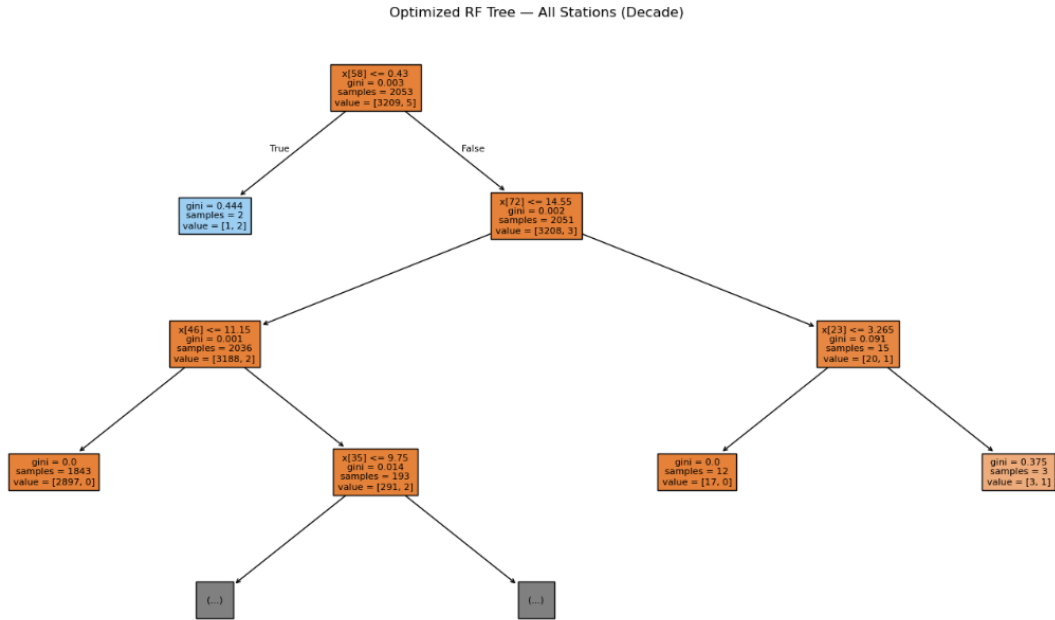 Optimized RF Tree — All Stations (Decade)
x[58] <= 0.43
gini = 0.003
samples = 2053
value = [3209, 5]
True
False
gini = 0.444
samples = 2
value = [1, 2]
x[72] <= 14.55
gini = 0.002
samples = 2051
value = [3208, 3]
x[46] <= 11.15
gini = 0.001
samples = 2036
value = [3188, 2]
x[23] <= 3.265
gini = 0.091
samples = 15
value = [20, 1]
gini = 0.0
samples = 1843
value = [2897, 0]
x[35] <= 9.75
gini = 0.014
samples = 193
value = [291, 2]
gini = 0.0
samples = 12
value = [17, 0]
gini = 0.375
samples = 3
value = [3, 1]
(...)
(...)